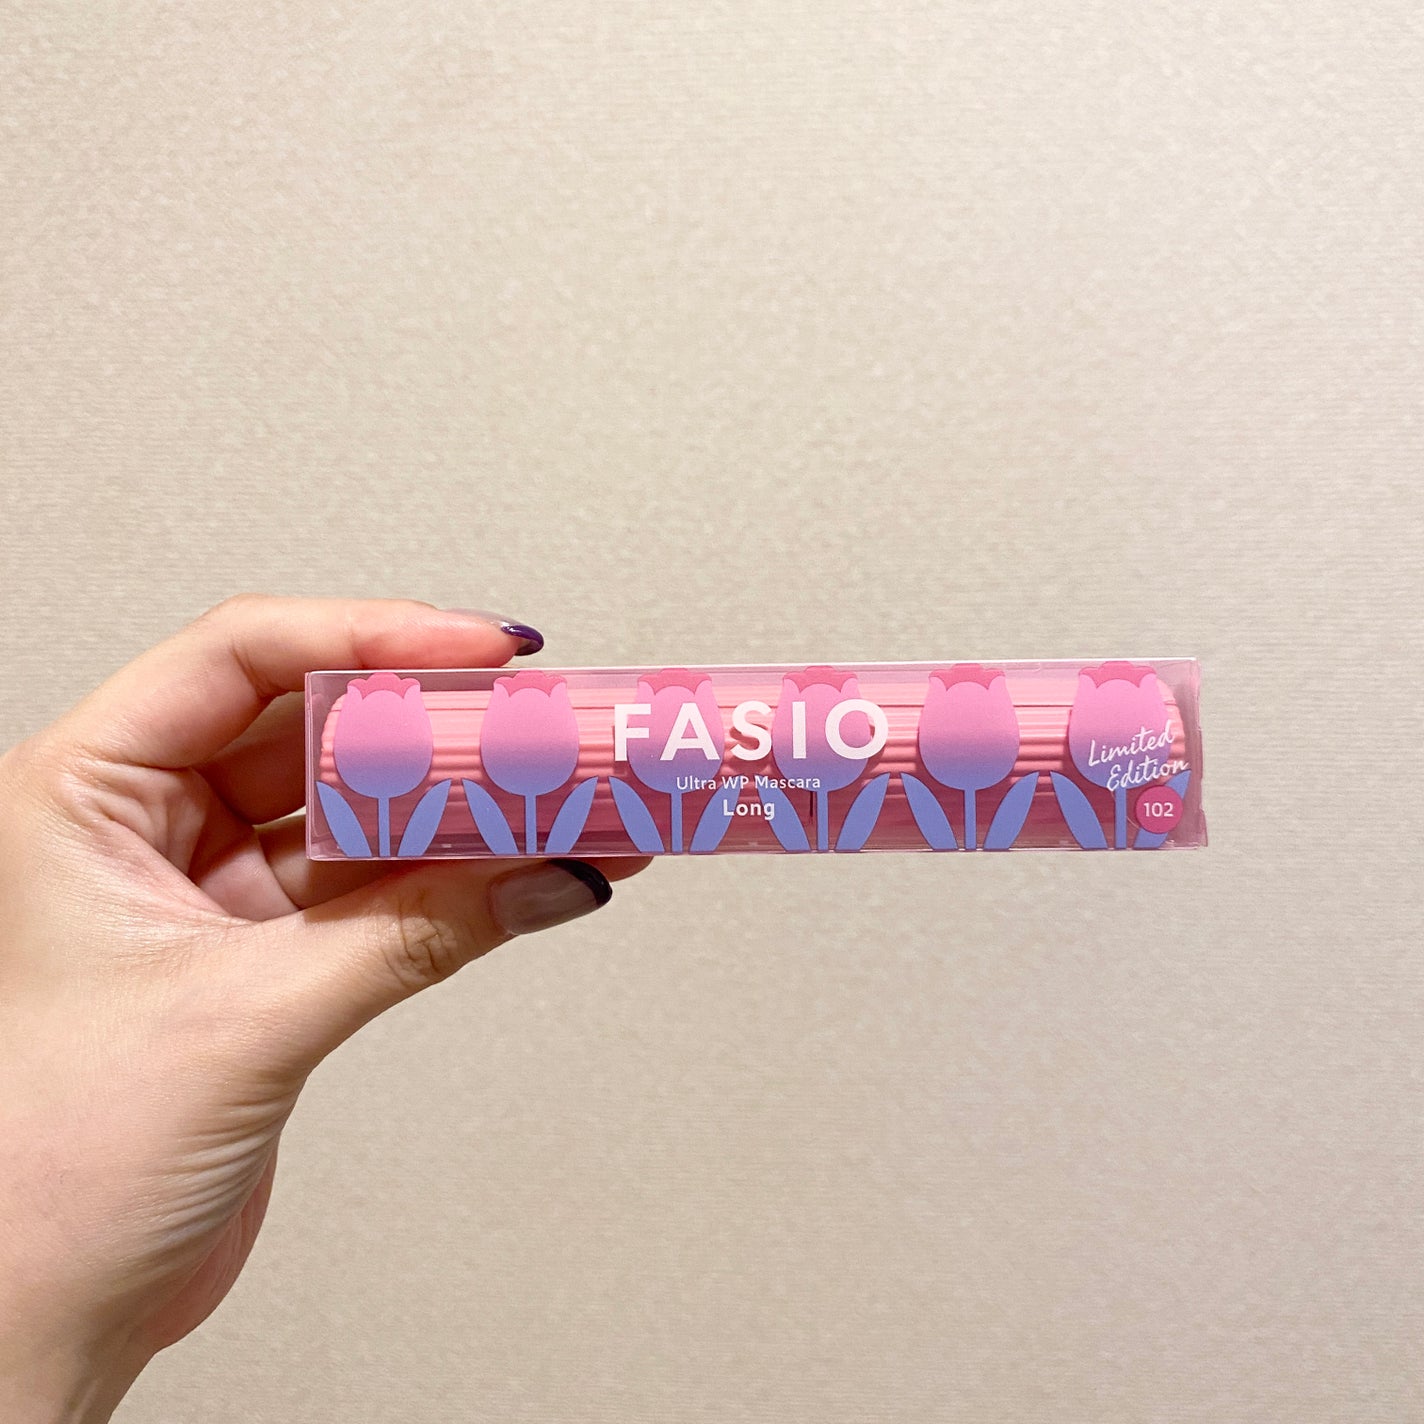 FASIO
Ultra WP Mascara
Long
Limited
Edition
102